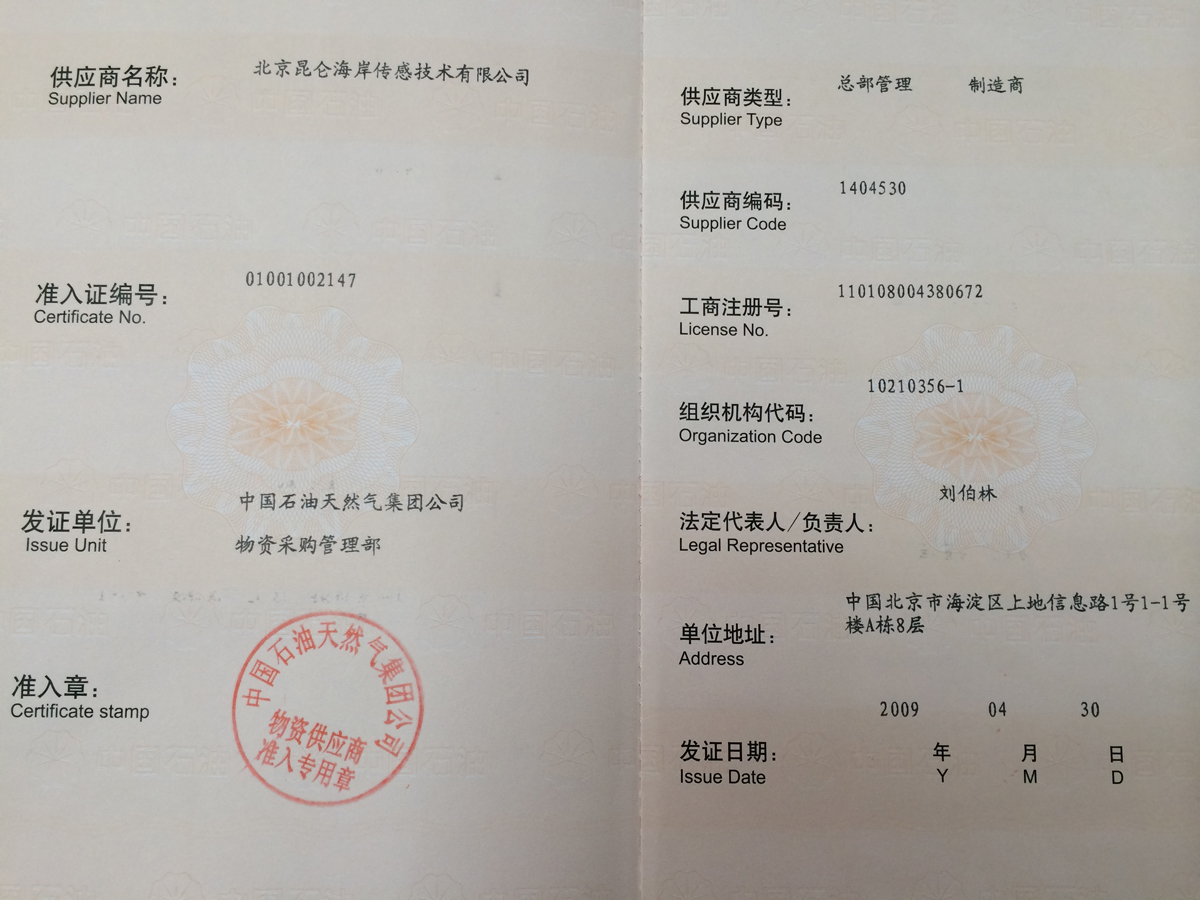 供应商名称：
Supplier Name
北京昆仑海岸传感技术有限公司
准入证编号：
Certificate No.
01001002147
发证单位：
Issue Unit
中国石油天然气集团公司
物资采购管理部
准入章：
Certificate stamp
中国石油天然气集团公司
物资供应商
准入专用章
供应商类型：
Supplier Type
总部管理 制造商
供应商编码：
Supplier Code
1404530
工商注册号：
License No.
110108004380672
组织机构代码：
Organization Code
10210356-1
法定代表人/负责人：
Legal Representative
刘伯林
单位地址：
Address
中国北京市海淀区上地信息路1号1-1号
楼A栋8层
发证日期：
Issue Date
2009 04 30
年 月 日
Y M D